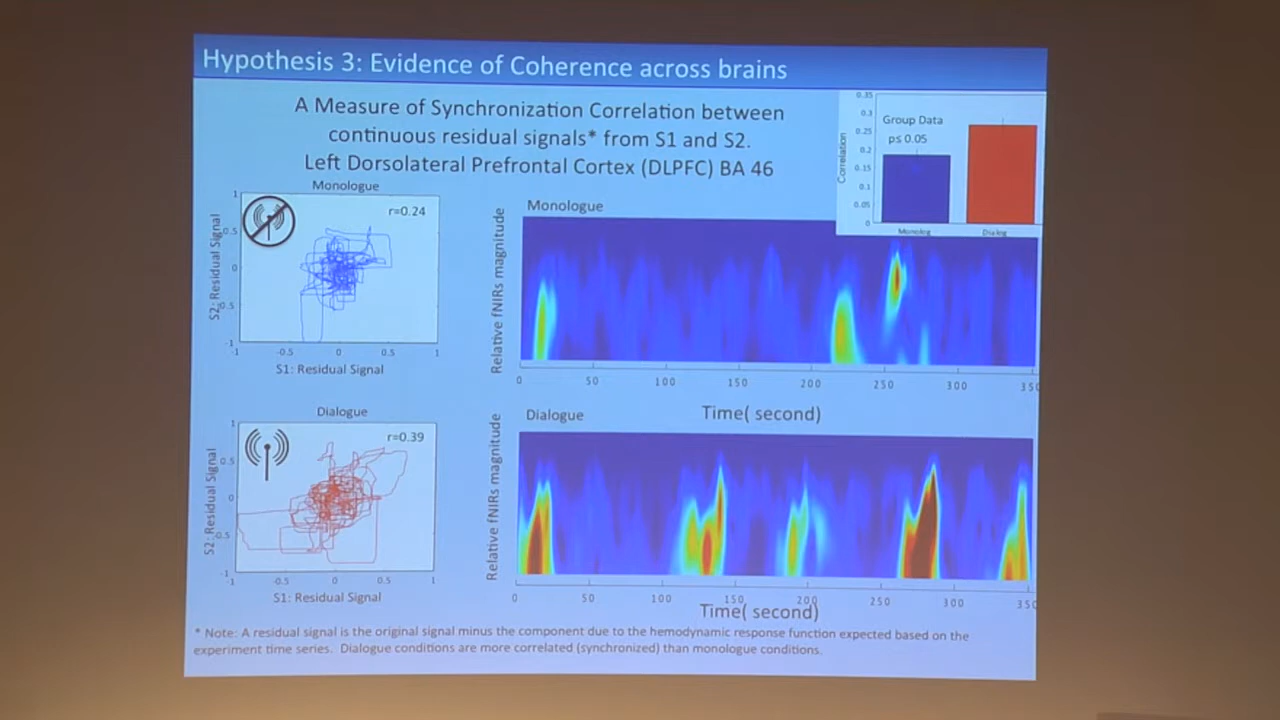 Hypothesis 3: Evidence of Coherence across brains
A Measure of Synchronization Correlation between
continuous residual signals* from S1 and S2.
Left Dorsolateral Prefrontal Cortex (DLPFC) BA 46
0.35
0.3
0.25
0.2
0.15
0.1
0.05
0
Correlation
Group Data
p≤ 0.05
Monolog
Dialog
Monologue
r=0.24
S2: Residual Signal
1
0.5
0
-0.5
-1
-1 -0.5 0 0.5 1
S1: Residual Signal
Monologue
Relative fNIRs magnitude
0 50 100 150 200 250 300 350
Time( second)
Dialogue
r=0.39
S2: Residual Signal
1
0.5
0
-0.5
-1
-1 -0.5 0 0.5 1
S1: Residual Signal
Dialogue
Relative fNIRs magnitude
0 50 100 150 200 250 300 350
Time( second)
* Note: A residual signal is the original signal minus the component due to the hemodynamic response function expected based on the
experiment time series. Dialogue conditions are more correlated (synchronized) than monologue conditions.